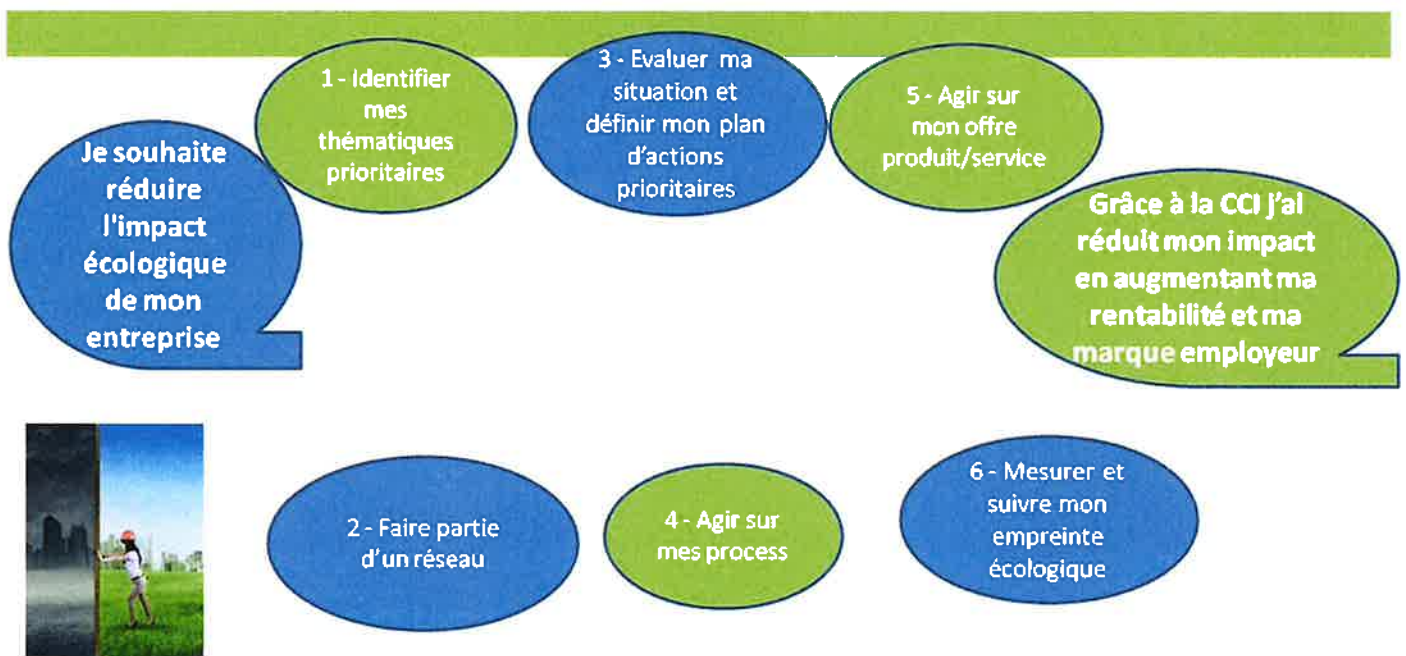 Je souhaite
réduire
l'impact
écologique
de mon
entreprise
1 - Identifier
mes
thématiques
prioritaires
2 - Faire partie
d'un réseau
3 - Evaluer ma
situation et
définir mon plan
d'actions
prioritaires
4 - Agir sur
mes process
5 - Agir sur
mon offre
produit/service
6 - Mesurer et
suivre mon
empreinte
écologique
Grâce à la CCI j'ai
réduit mon impact
en augmentant ma
rentabilité et ma
marque employeur